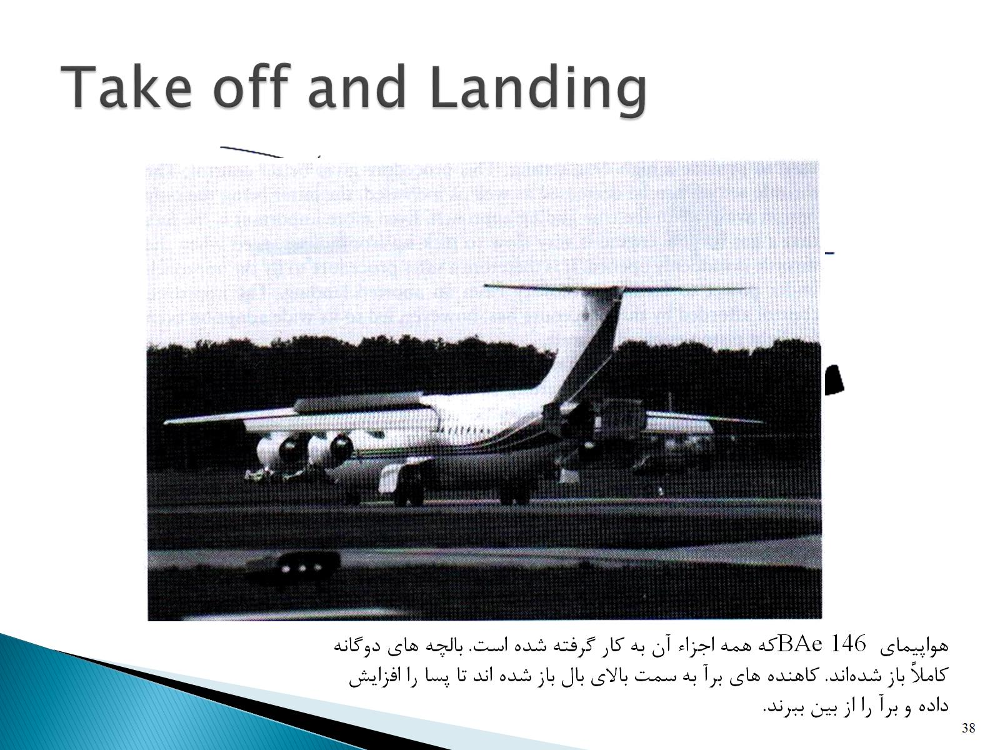 Take off and Landing
هواپیمای BAe 146که همه اجزاء آن به کار گرفته شده است. بالچه های دوگانه
کاملاً باز شده‌اند. کاهنده های برآ به سمت بالای بال باز شده اند تا پسا را افزایش
داده و برآ را از بین ببرند.
38